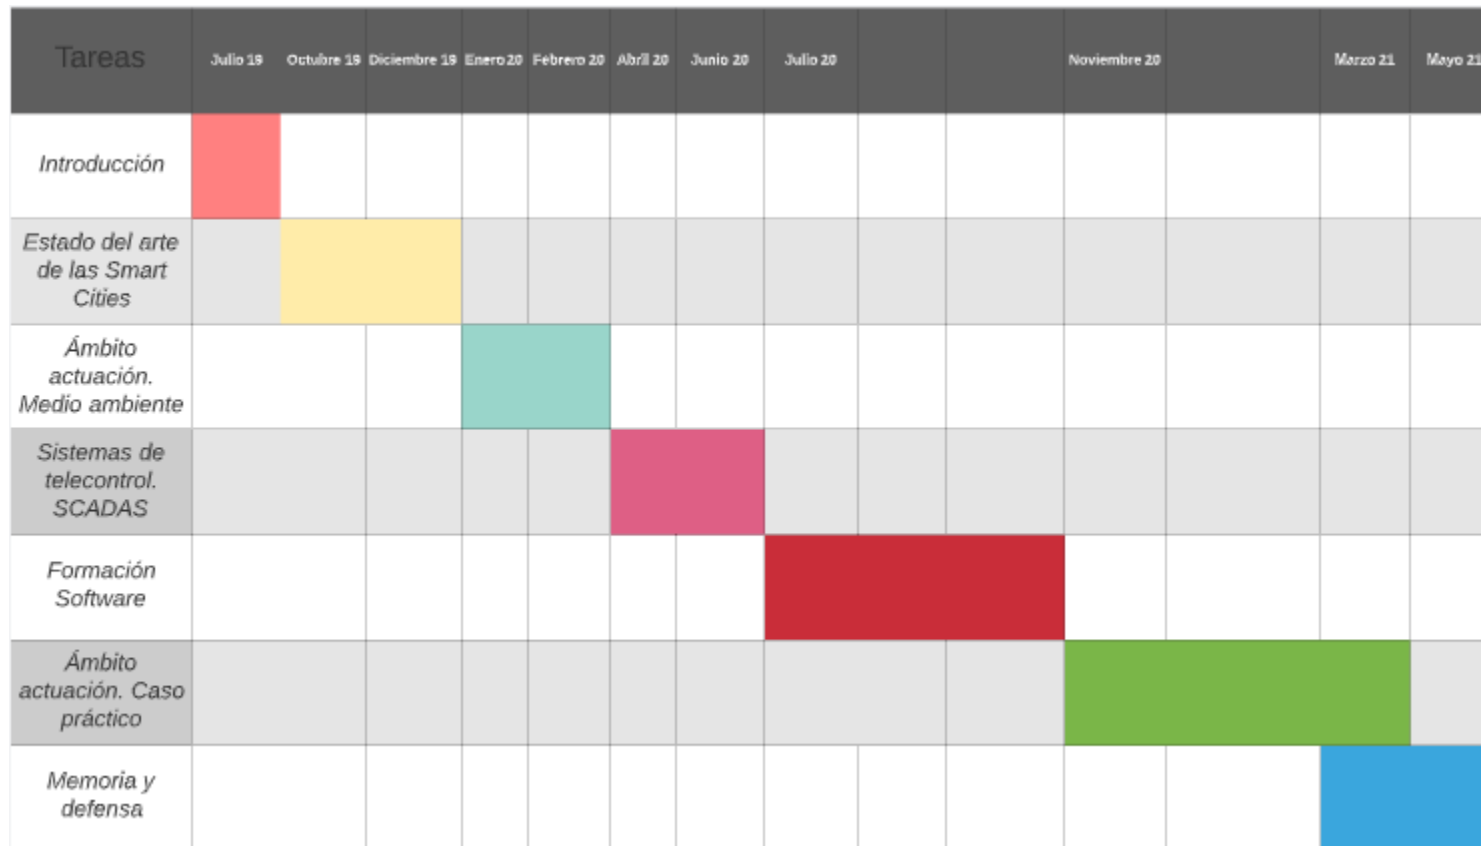 Tareas
Julio 19
Octubre 19
Diciembre 19
Enero 20
Febrero 20
Abril 20
Junio 20
Julio 20
Noviembre 20
Marzo 21
Mayo 21
Introducción
Estado del arte
de las Smart
Cities
Ámbito
actuación.
Medio ambiente
Sistemas de
telecontrol.
SCADAS
Formación
Software
Ámbito
actuación. Caso
práctico
Memoria y
defensa